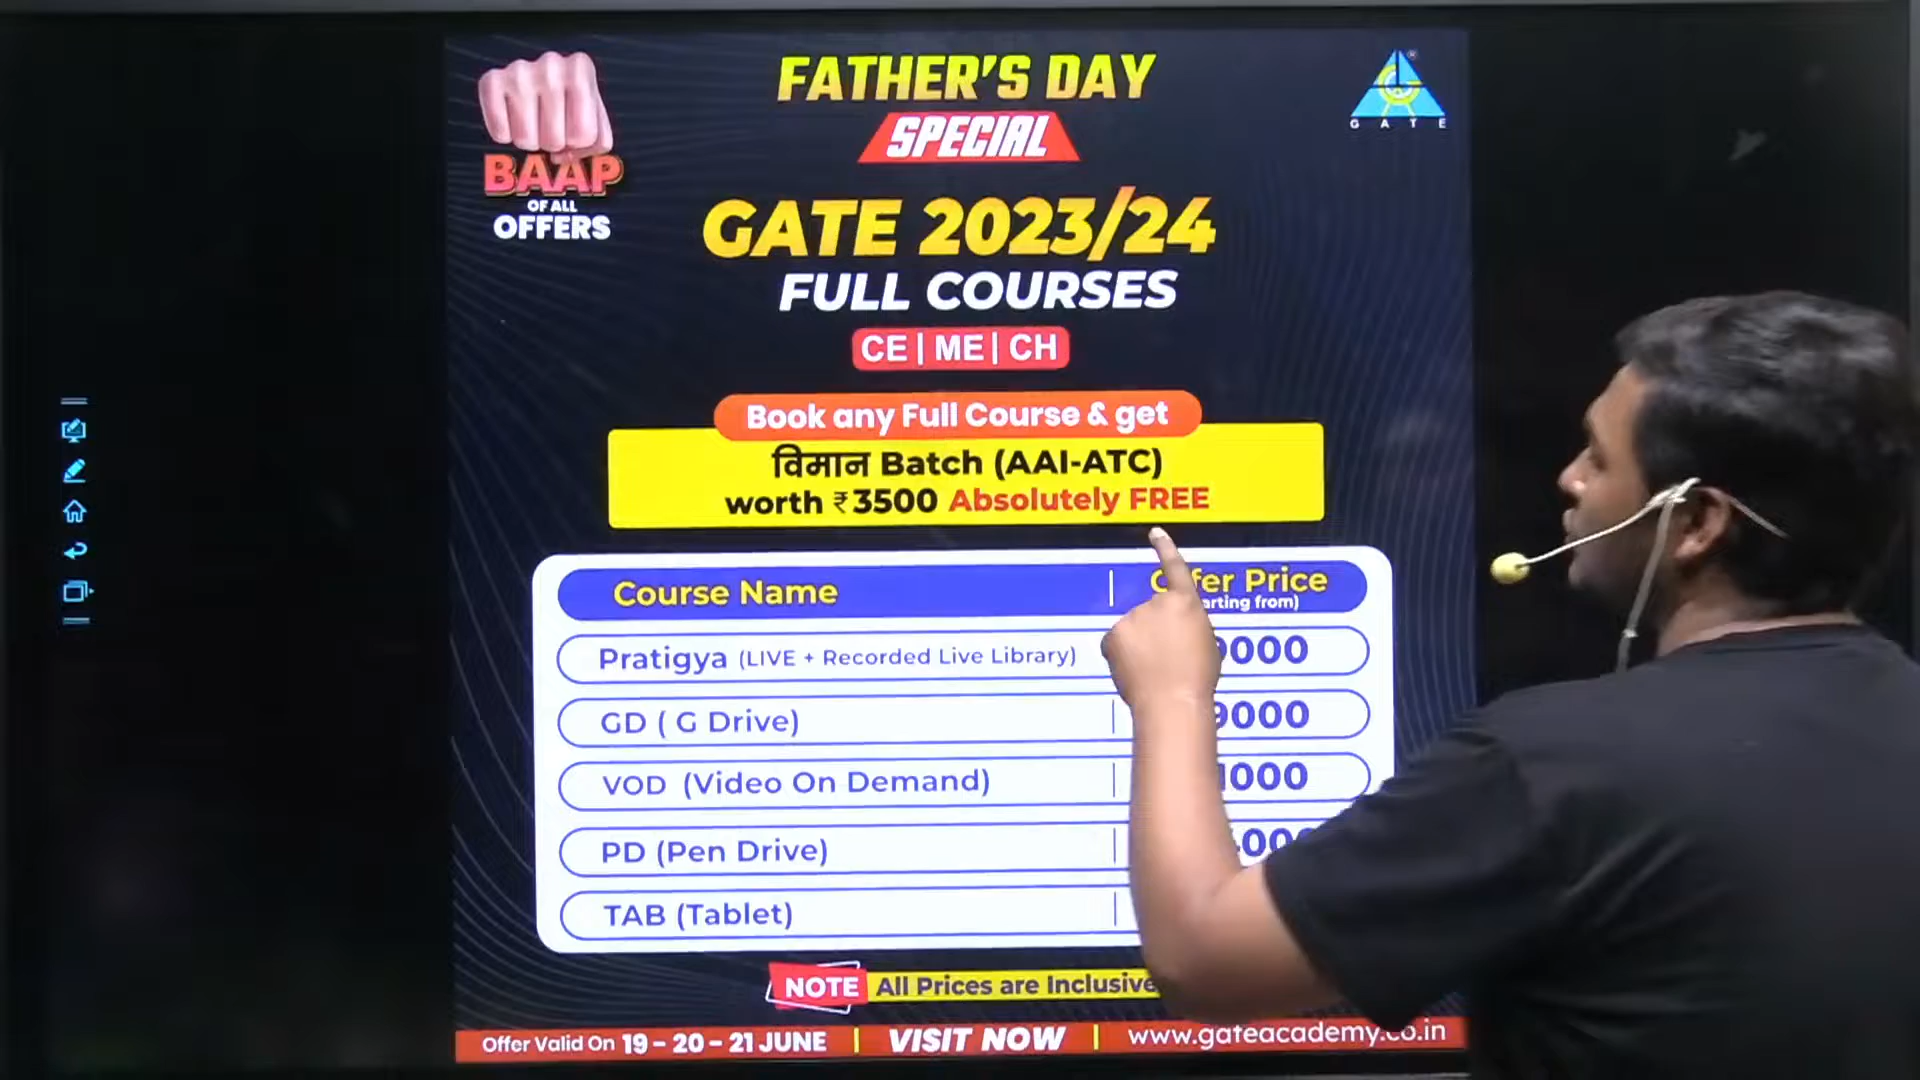 FATHER'S DAY
SPECIAL
BAAP
OF ALL
OFFERS
GATE
GATE 2023/24
FULL COURSES
CE | ME | CH
Book any Full Course & get
विमान Batch (AAI-ATC)
worth ₹3500 Absolutely FREE
Course Name
Price
from)
Pratigya (LIVE + Recorded Live Library)
GD ( G Drive)
VOD (Video On Demand)
PD (Pen Drive)
TAB (Tablet)
NOTE All Prices are Inclusive
Offer Valid On 19 - 20 - 21 JUNE | VISIT NOW | www.gateacademy.co.in